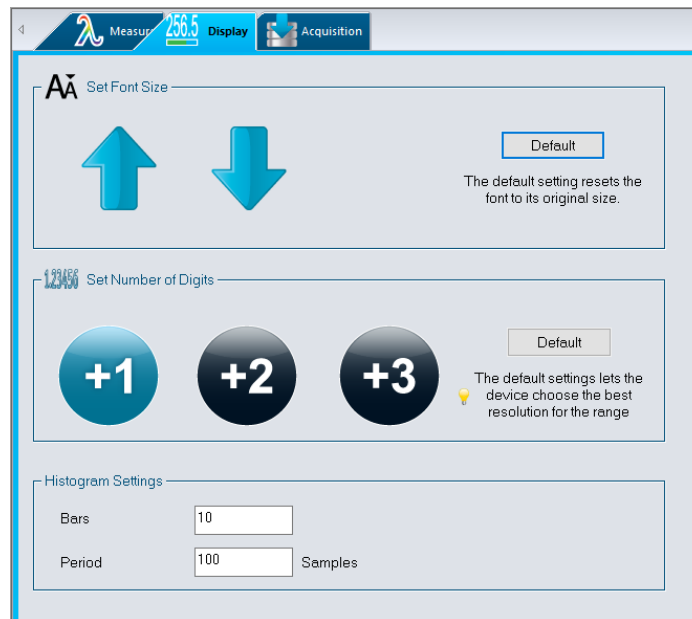 Measur
256.5 Display
Acquisition
AA Set Font Size
Default
The default setting resets the
font to its original size.
123456 Set Number of Digits
+1 +2 +3
Default
The default settings lets the
device choose the best
resolution for the range
Histogram Settings
Bars 10
Period 100 Samples